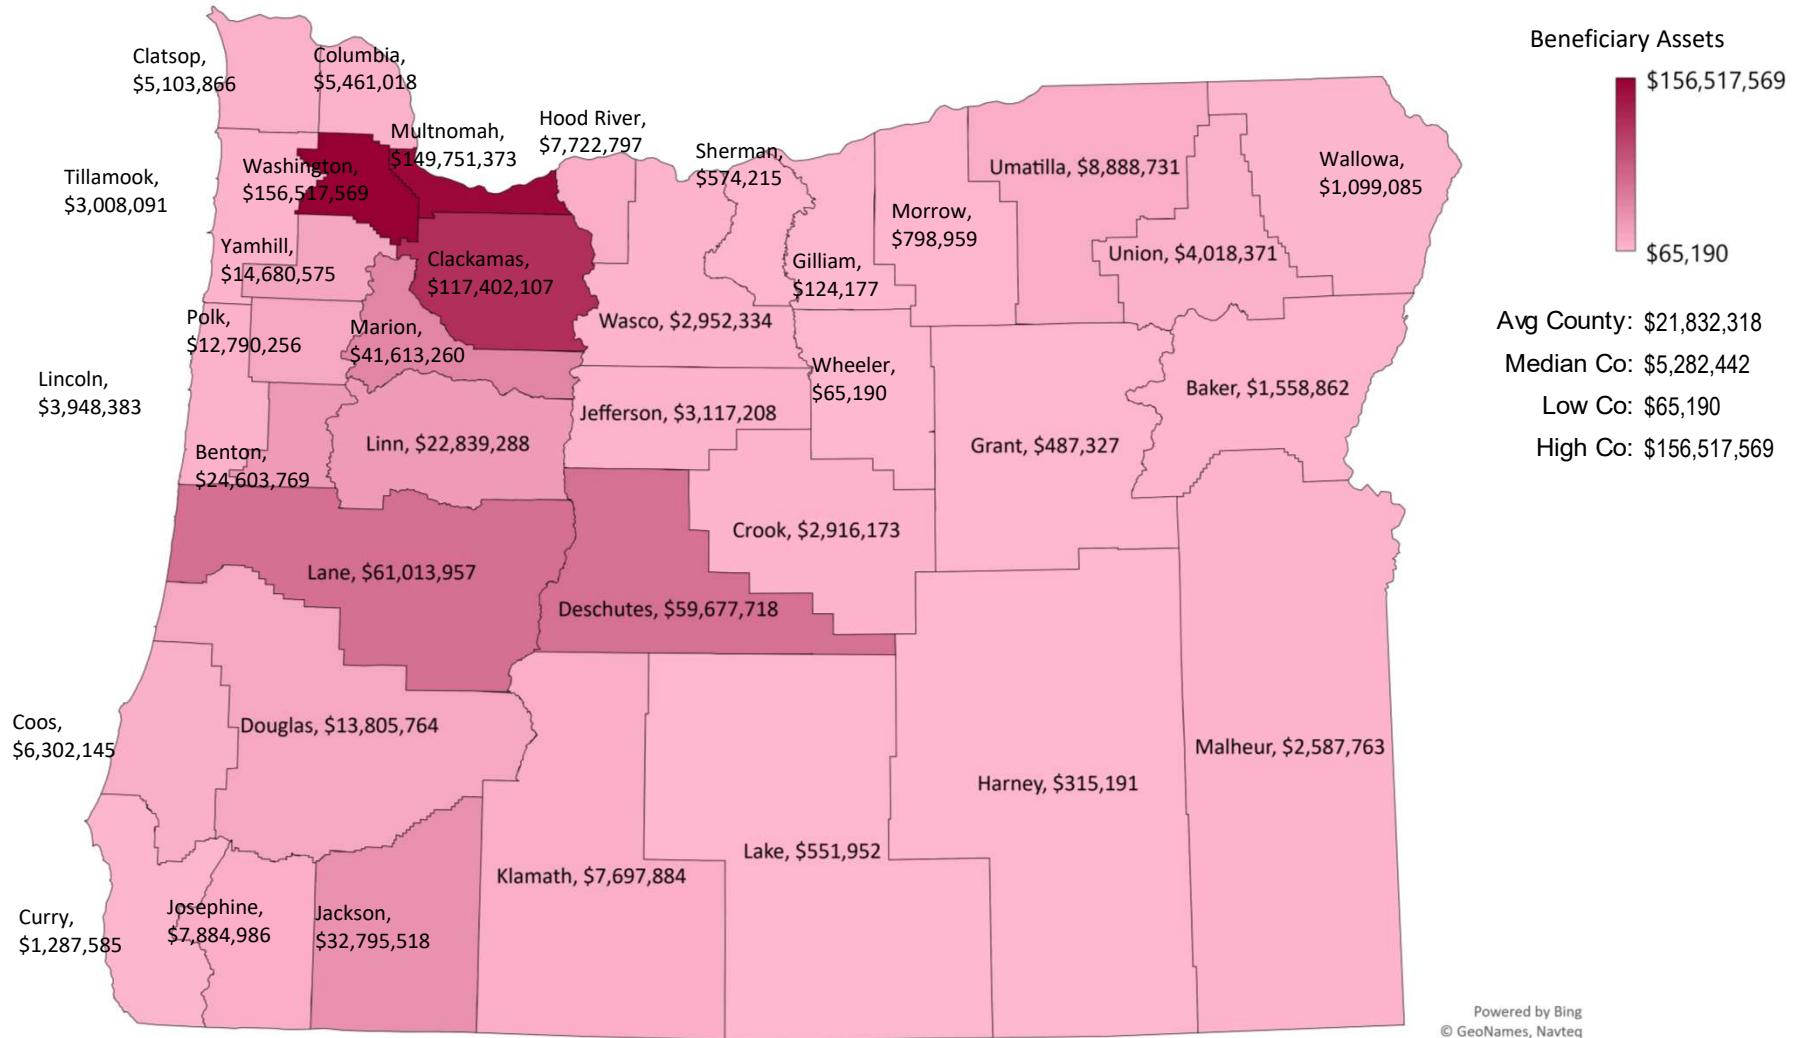 Clatsop,
$5,103,866
Columbia,
$5,461,018
Multnomah,
$149,751,373
Hood River,
$7,722,797
Sherman,
$574,215
Umatilla, $8,888,731
Wallowa,
$1,099,085
Tillamook,
$3,008,091
Washington,
$156,517,569
Morrow,
$798,959
Yamhill,
$14,680,575
Clackamas,
$117,402,107
Gilliam,
$124,177
Union, $4,018,371
Polk,
$12,790,256
Marion,
$41,613,260
Wasco, $2,952,334
Wheeler,
$65,190
Lincoln,
$3,948,383
Jefferson, $3,117,208
Baker, $1,558,862
Benton,
$24,603,769
Linn, $22,839,288
Grant, $487,327
Crook, $2,916,173
Lane, $61,013,957
Deschutes, $59,677,718
Coos,
$6,302,145
Douglas, $13,805,764
Malheur, $2,587,763
Harney, $315,191
Lake, $551,952
Klamath, $7,697,884
Curry,
$1,287,585
Josephine,
$7,884,986
Jackson,
$32,795,518
Beneficiary Assets
$156,517,569
$65,190
Avg County: $21,832,318
Median Co: $5,282,442
Low Co: $65,190
High Co: $156,517,569
Powered by Bing
© GeoNames, Navteq